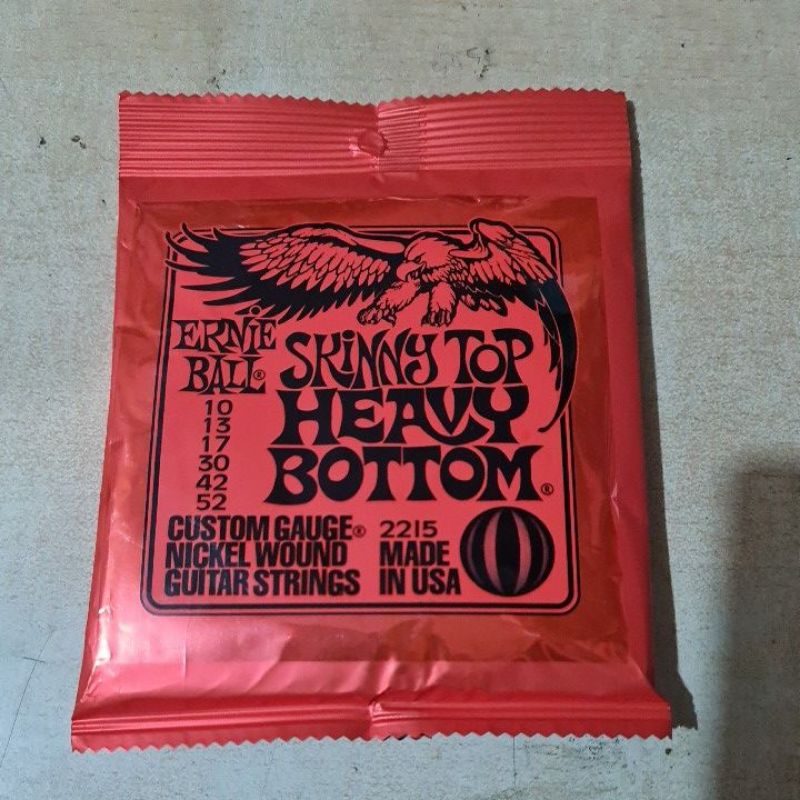 ERNIE
BALL®
SKINNY TOP
HEAVY
BOTTOM®
10
13
17
30
42
52
CUSTOM GAUGE®
NICKEL WOUND
GUITAR STRINGS
2215
MADE
IN USA